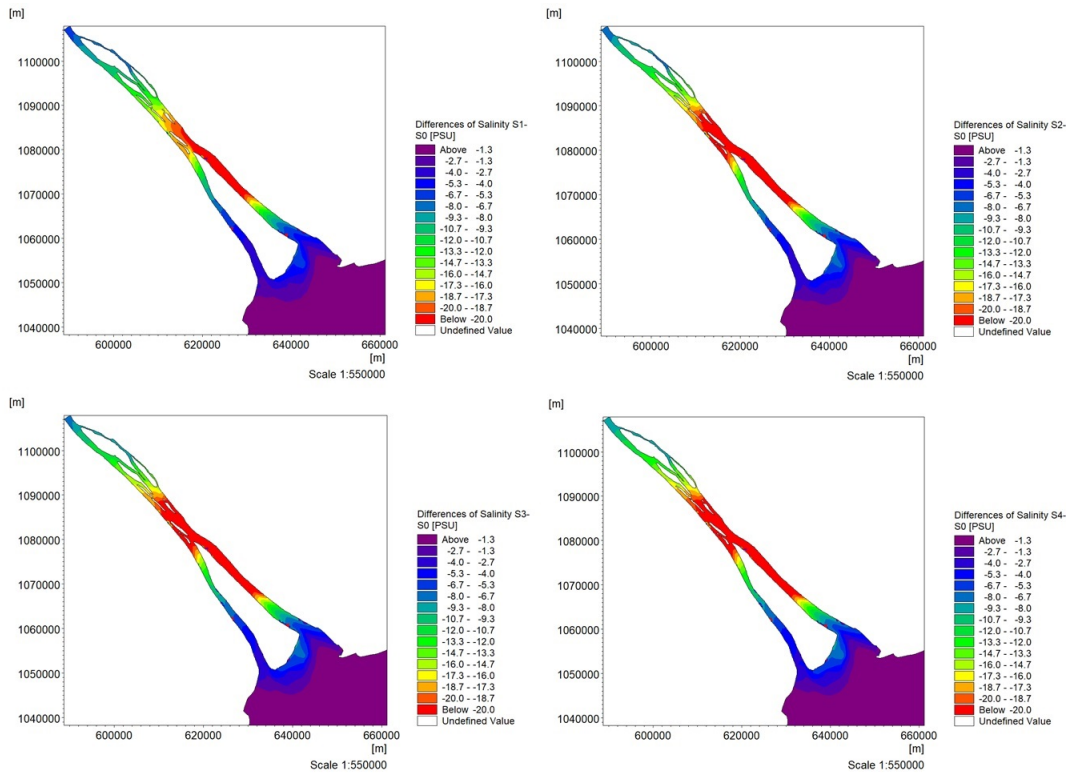 [m]
1100000
1090000
1080000
1070000
1060000
1050000
1040000
600000 620000 640000 660000
[m]
Scale 1:550000
Differences of Salinity S1-
S0 [PSU]
Above -1.3
-2.7 - -1.3
-4.0 - -2.7
-5.3 - -4.0
-6.7 - -5.3
-8.0 - -6.7
-9.3 - -8.0
-10.7 - -9.3
-12.0 - -10.7
-13.3 - -12.0
-14.7 - -13.3
-16.0 - -14.7
-17.3 - -16.0
-18.7 - -17.3
-20.0 - -18.7
Below -20.0
Undefined Value
[m]
1100000
1090000
1080000
1070000
1060000
1050000
1040000
600000 620000 640000 660000
[m]
Scale 1:550000
Differences of Salinity S2-
S0 [PSU]
Above -1.3
-2.7 - -1.3
-4.0 - -2.7
-5.3 - -4.0
-6.7 - -5.3
-8.0 - -6.7
-9.3 - -8.0
-10.7 - -9.3
-12.0 - -10.7
-13.3 - -12.0
-14.7 - -13.3
-16.0 - -14.7
-17.3 - -16.0
-18.7 - -17.3
-20.0 - -18.7
Below -20.0
Undefined Value
[m]
1100000
1090000
1080000
1070000
1060000
1050000
1040000
600000 620000 640000 660000
[m]
Scale 1:550000
Differences of Salinity S3-
S0 [PSU]
Above -1.3
-2.7 - -1.3
-4.0 - -2.7
-5.3 - -4.0
-6.7 - -5.3
-8.0 - -6.7
-9.3 - -8.0
-10.7 - -9.3
-12.0 - -10.7
-13.3 - -12.0
-14.7 - -13.3
-16.0 - -14.7
-17.3 - -16.0
-18.7 - -17.3
-20.0 - -18.7
Below -20.0
Undefined Value
[m]
1100000
1090000
1080000
1070000
1060000
1050000
1040000
600000 620000 640000 660000
[m]
Scale 1:550000
Differences of Salinity S4-
S0 [PSU]
Above -1.3
-2.7 - -1.3
-4.0 - -2.7
-5.3 - -4.0
-6.7 - -5.3
-8.0 - -6.7
-9.3 - -8.0
-10.7 - -9.3
-12.0 - -10.7
-13.3 - -12.0
-14.7 - -13.3
-16.0 - -14.7
-17.3 - -16.0
-18.7 - -17.3
-20.0 - -18.7
Below -20.0
Undefined Value